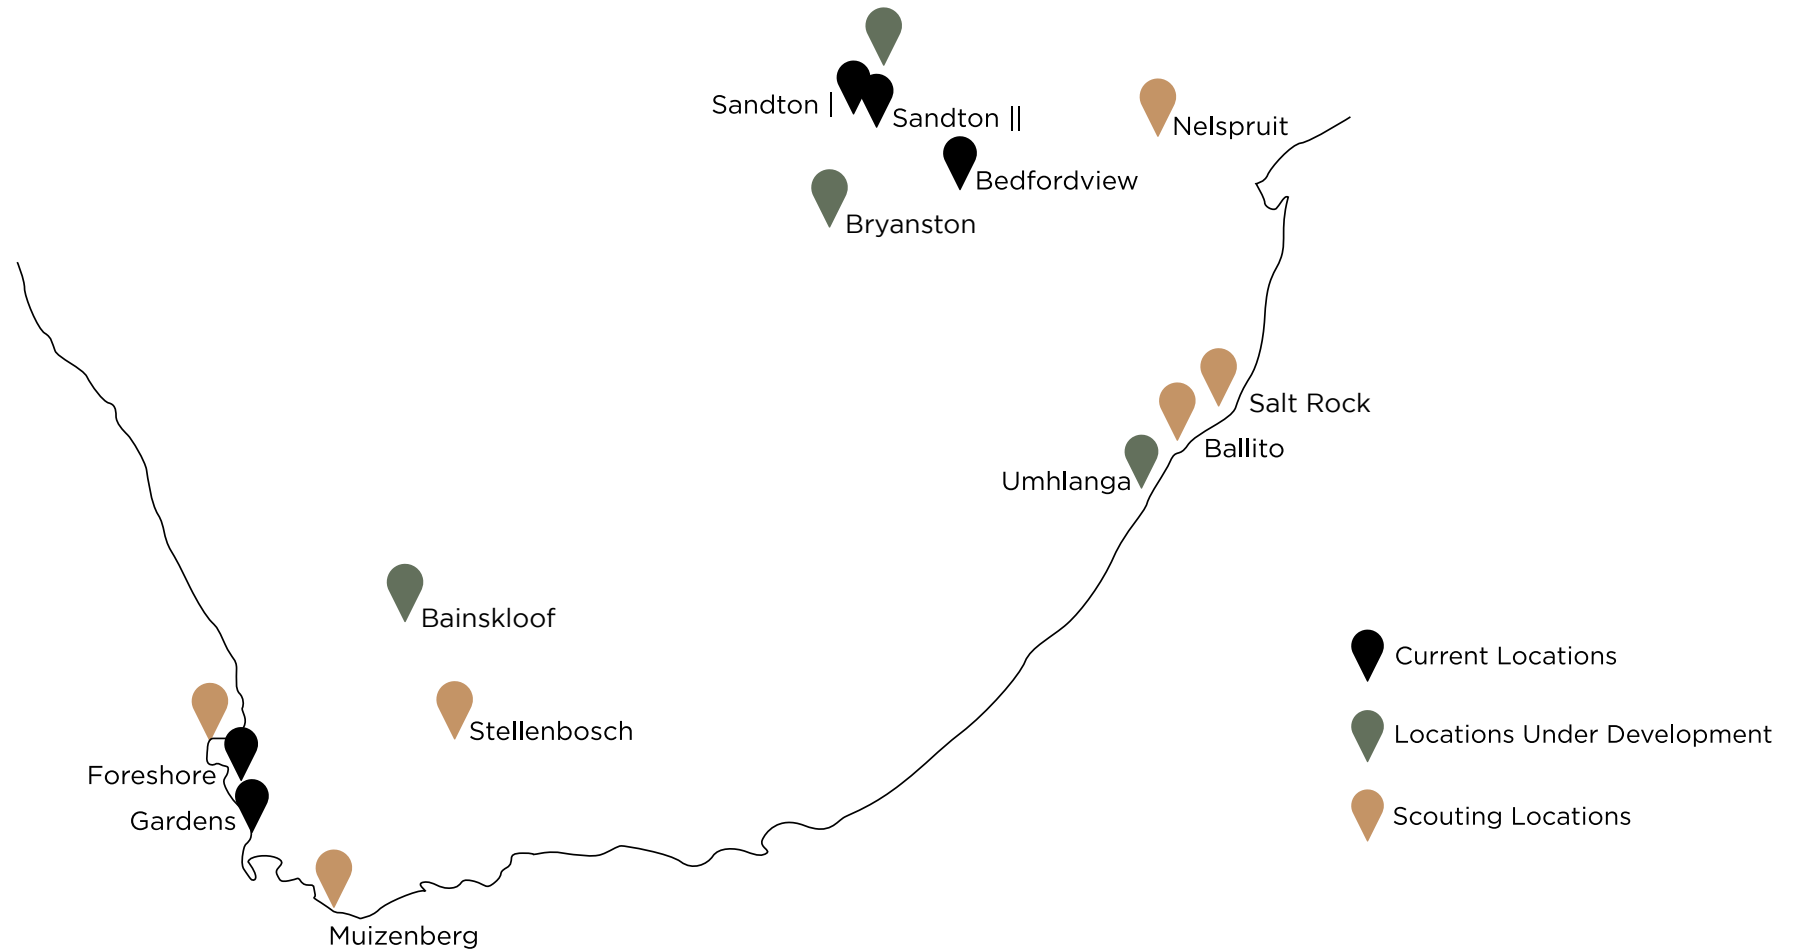 Sandton |
Sandton ||
Nelspruit
Bedfordview
Bryanston
Salt Rock
Ballito
Umhlanga
Bainskloof
Stellenbosch
Foreshore
Gardens
Muizenberg
Current Locations
Locations Under Development
Scouting Locations